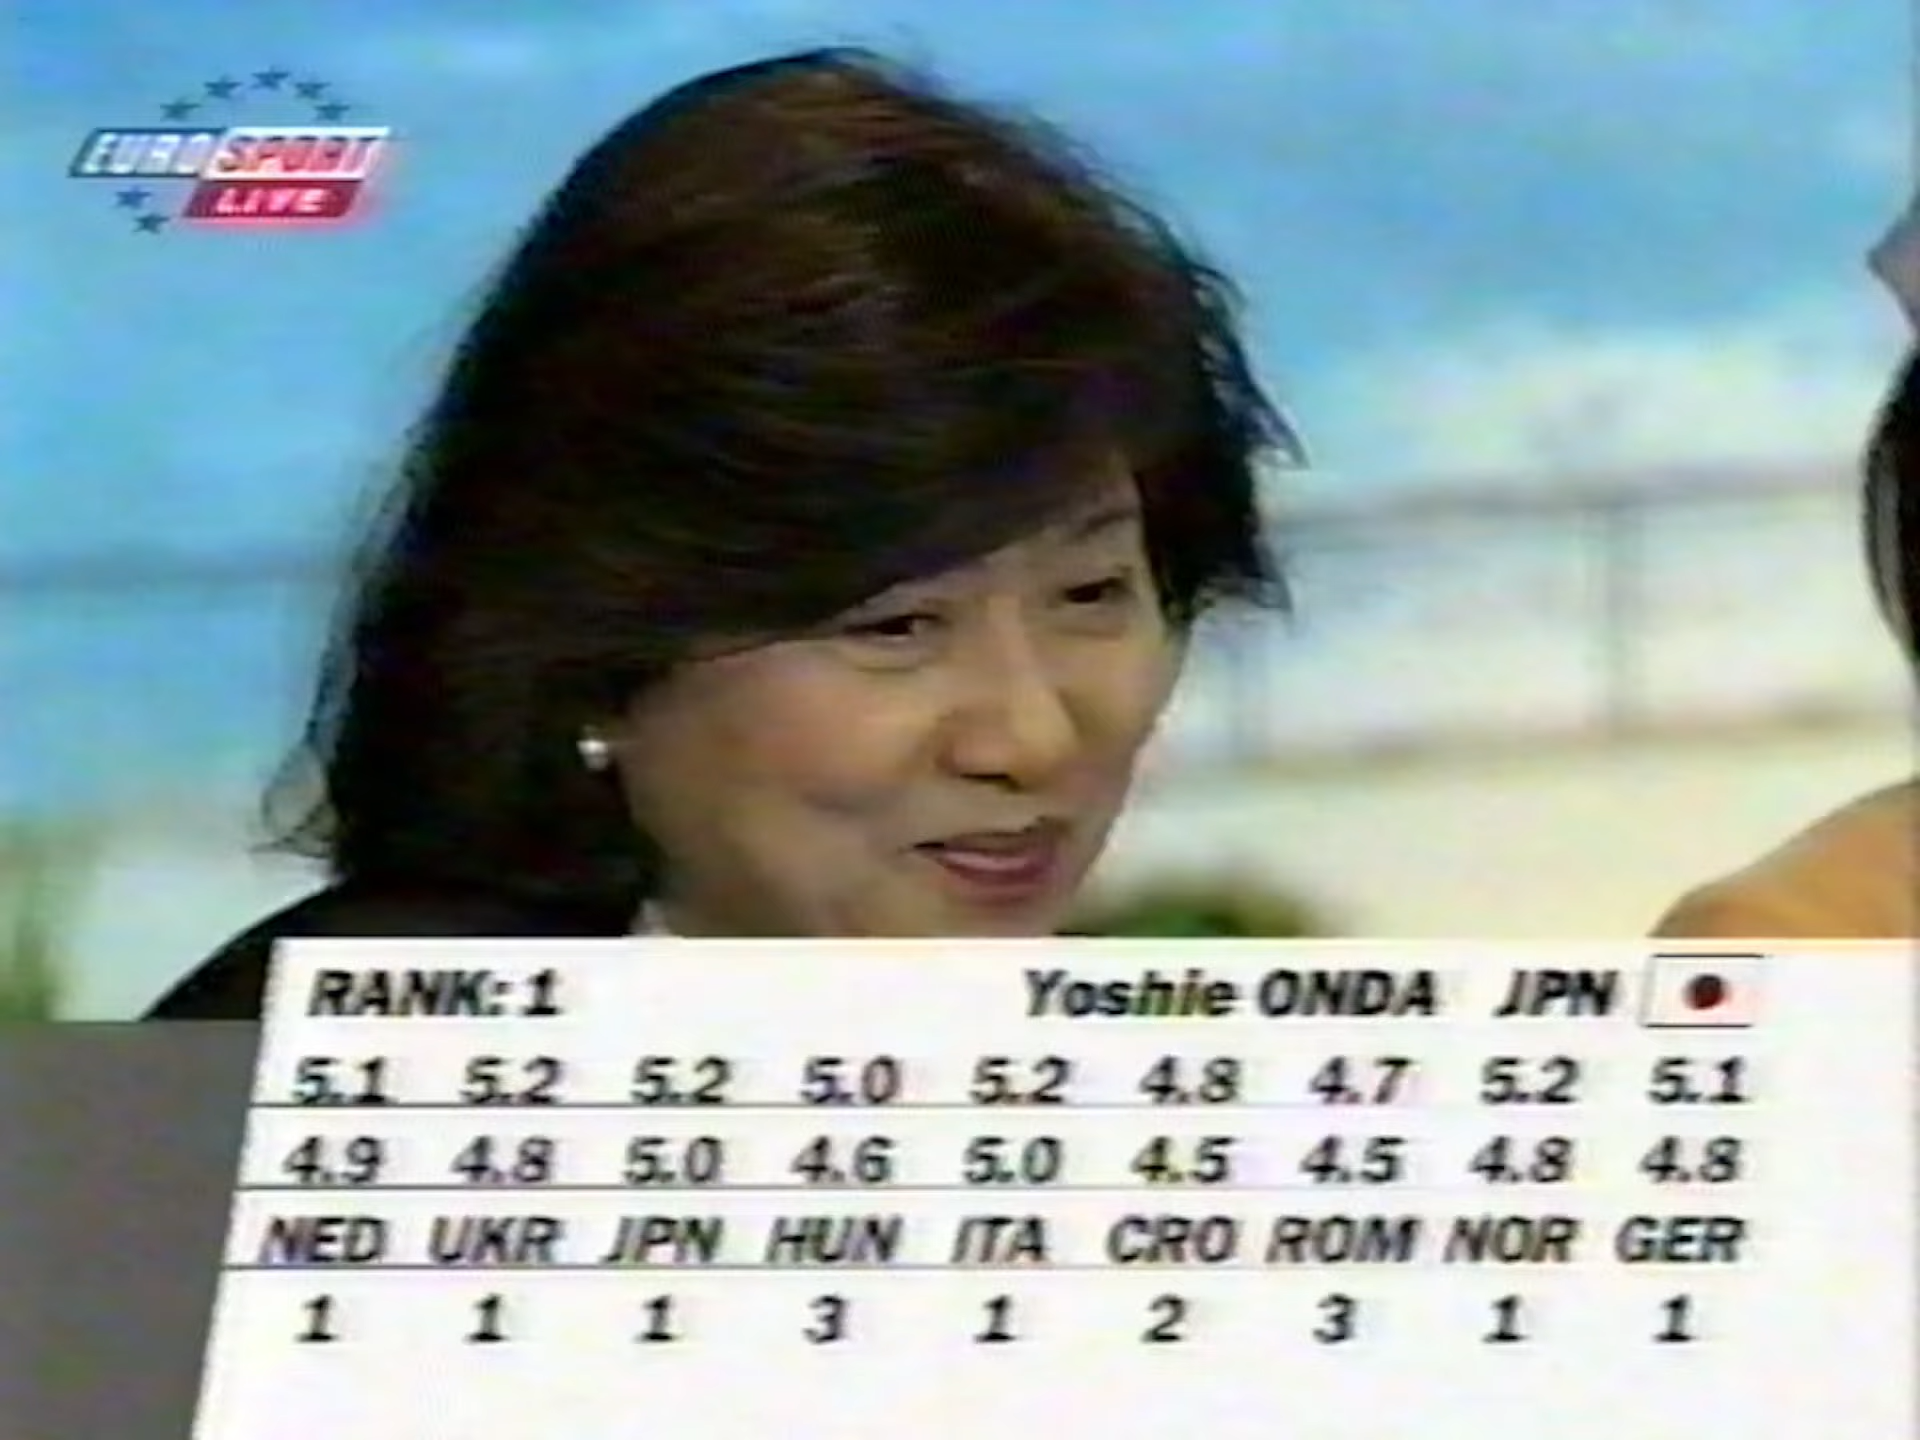 EUROSPORT
LIVE
RANK: 1 Yoshie ONDA JPN
5.1 5.2 5.2 5.0 5.2 4.8 4.7 5.2 5.1
4.9 4.8 5.0 4.6 5.0 4.5 4.5 4.8 4.8
NED UKR JPN HUN ITA CRO ROM NOR GER
1 1 1 3 1 2 3 1 1